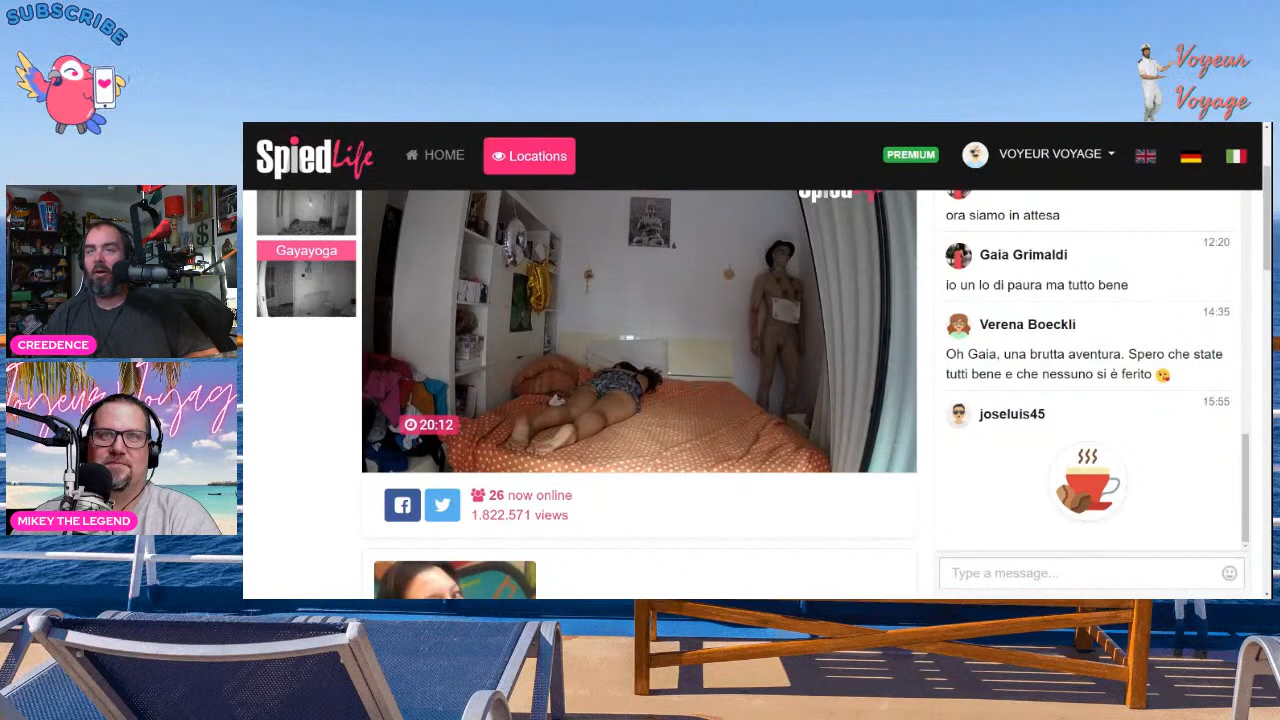 SUBSCRIBE
Voyeur
Voyage
SpiedLife
HOME
Locations
PREMIUM
VOYEUR VOYAGE
Gayayoga
20:12
26 now online
1.822.571 views
ora siamo in attesa
12:20
Gaia Grimaldi
io un lo di paura ma tutto bene
14:35
Verena Boeckli
Oh Gaia, una brutta aventura. Spero che state
tutti bene e che nessuno si è ferito
15:55
joseluis45
Type a message...
CREEDENCE
MIKEY THE LEGEND